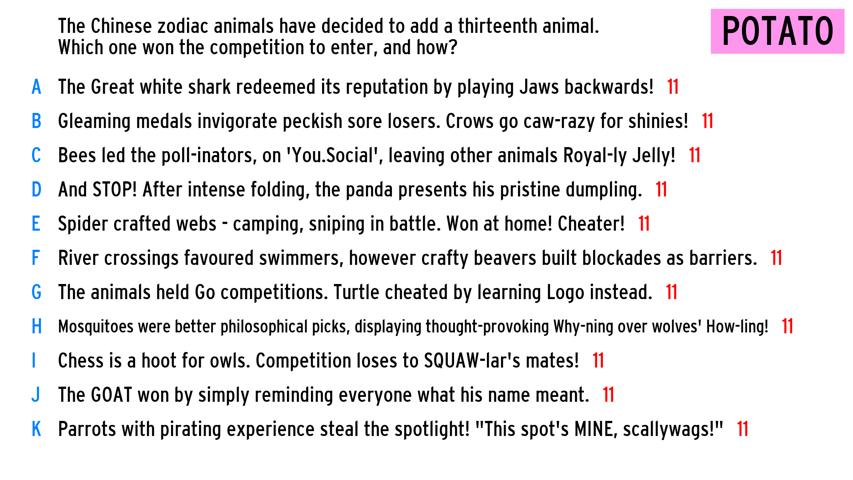 The Chinese zodiac animals have decided to add a thirteenth animal.
Which one won the competition to enter, and how?
POTATO
A The Great white shark redeemed its reputation by playing Jaws backwards! 11
B Gleaming medals invigorate peckish sore losers. Crows go caw-razy for shinies! 11
C Bees led the poll-inators, on 'You.Social', leaving other animals Royal-ly Jelly! 11
D And STOP! After intense folding, the panda presents his pristine dumpling. 11
E Spider crafted webs - camping, sniping in battle. Won at home! Cheater! 11
F River crossings favoured swimmers, however crafty beavers built blockades as barriers. 11
G The animals held Go competitions. Turtle cheated by learning Logo instead. 11
H Mosquitoes were better philosophical picks, displaying thought-provoking Why-ning over wolves' How-ling! 11
I Chess is a hoot for owls. Competition loses to SQUAW-lar's mates! 11
J The GOAT won by simply reminding everyone what his name meant. 11
K Parrots with pirating experience steal the spotlight! "This spot's MINE, scallywags!" 11